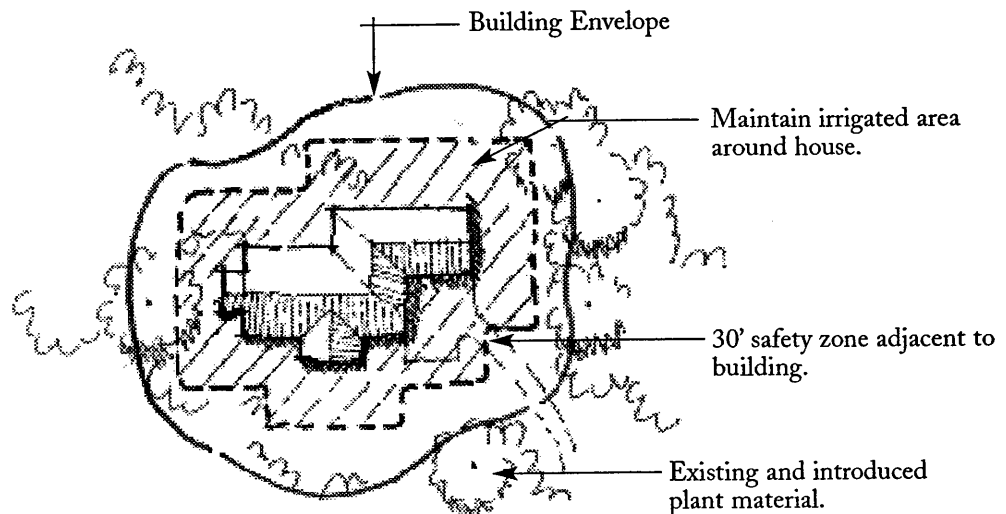 Building Envelope
Maintain irrigated area
around house.
30' safety zone adjacent to
building.
Existing and introduced
plant material.